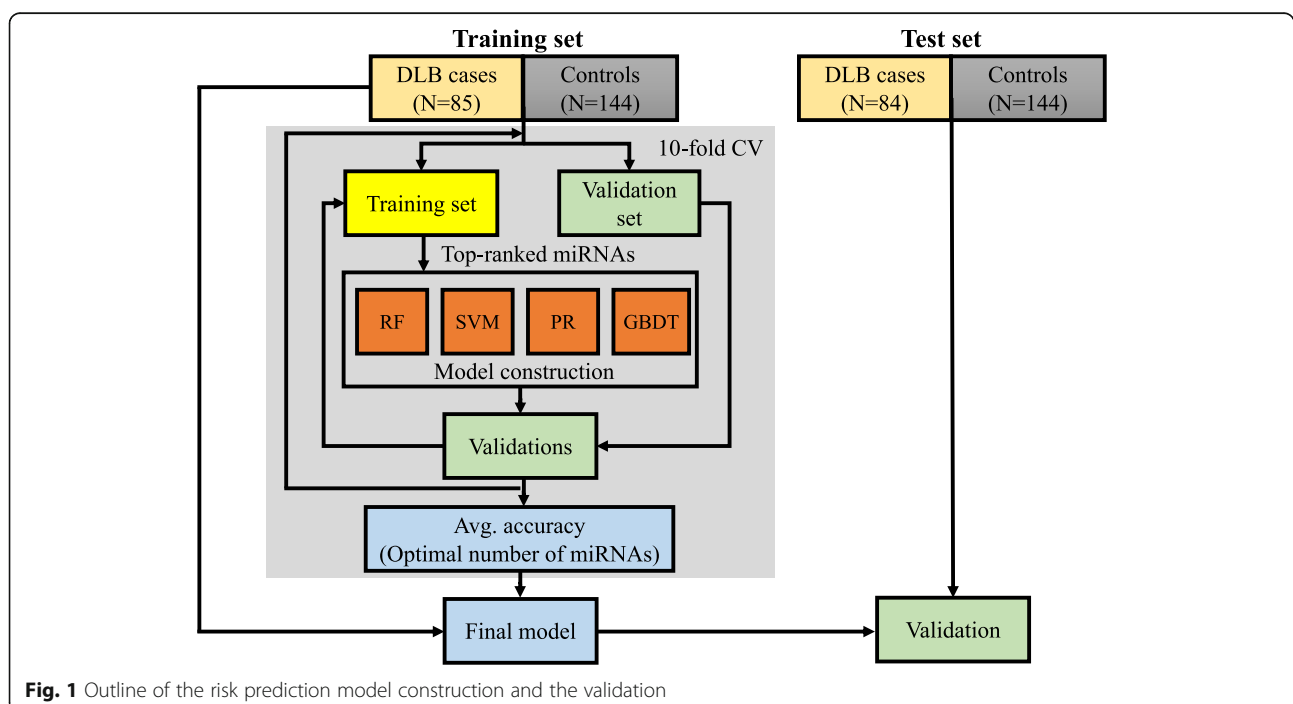 Training set
Test set
DLB cases
(N=85)
Controls
(N=144)
DLB cases
(N=84)
Controls
(N=144)
10-fold CV
Training set
Validation
set
Top-ranked miRNAs
RF
SVM
PR
GBDT
Model construction
Validations
Avg. accuracy
(Optimal number of miRNAs)
Final model
Validation
Fig. 1 Outline of the risk prediction model construction and the validation